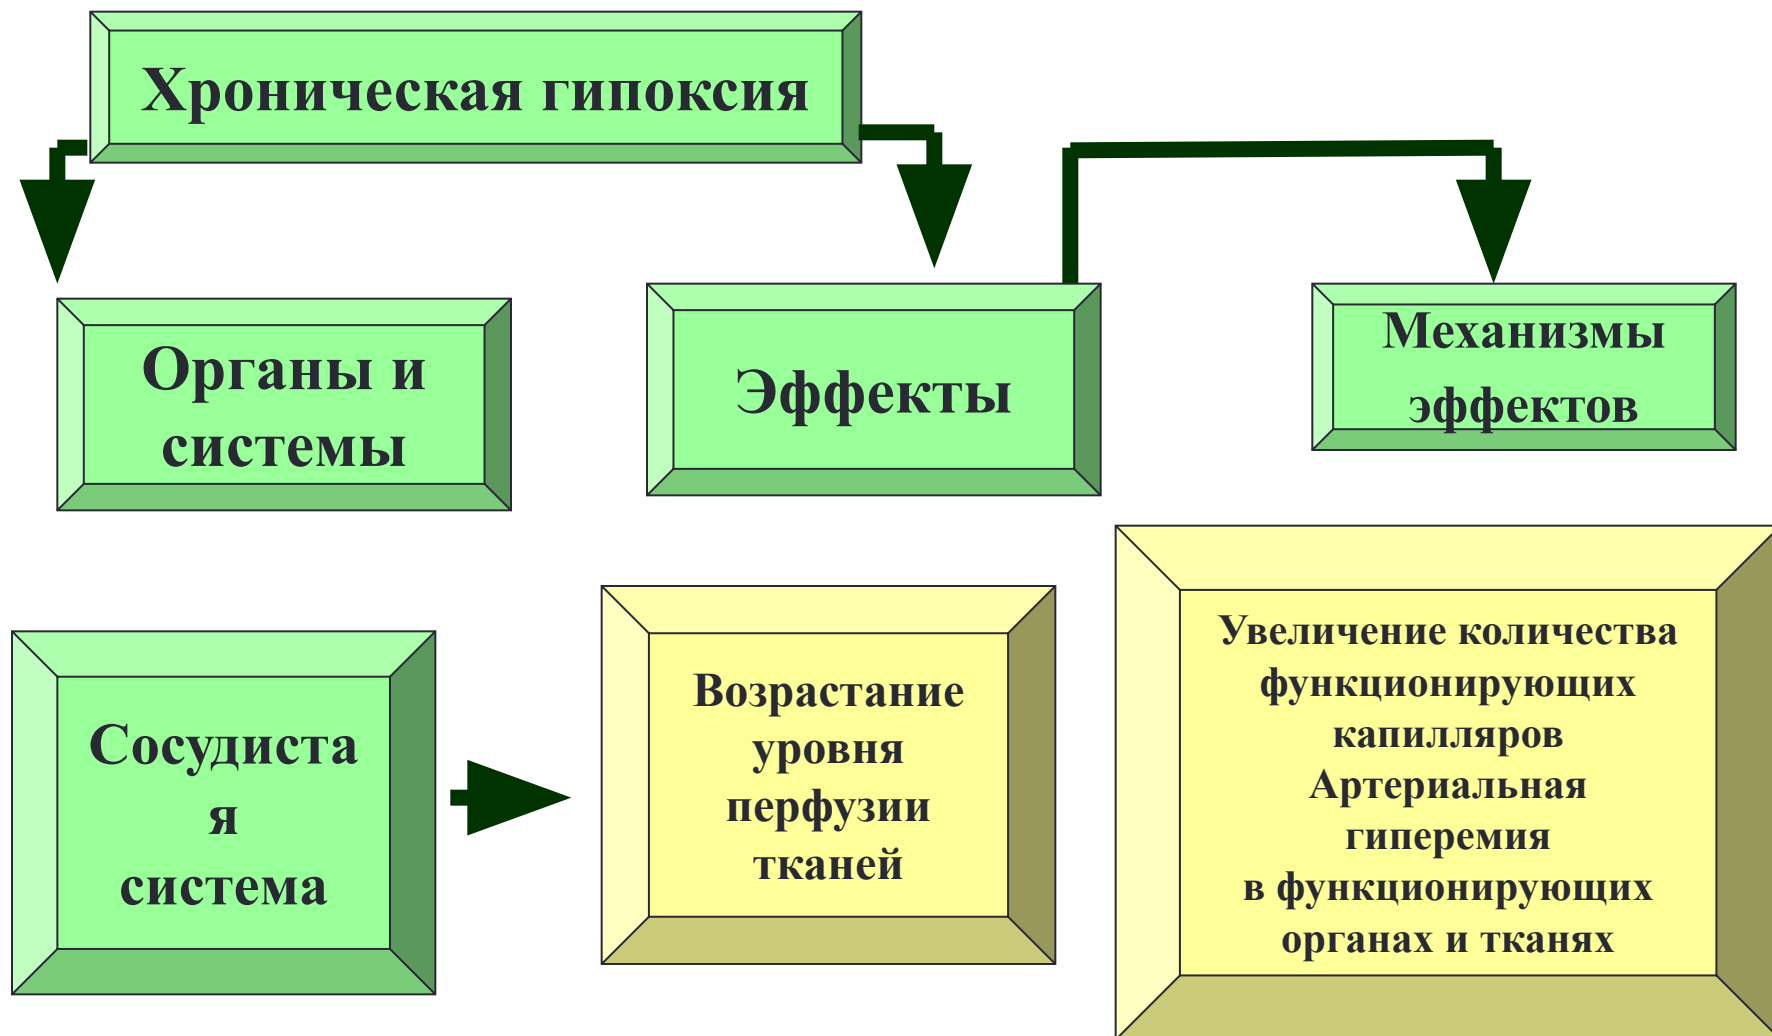 Хроническая гипоксия
Органы и
системы
Эффекты
Механизмы
эффектов
Сосудиста
я
система
Возрастание
уровня
перфузии
тканей
Увеличение количества
функционирующих
капилляров
Артериальная
гиперемия
в функционирующих
органах и тканях